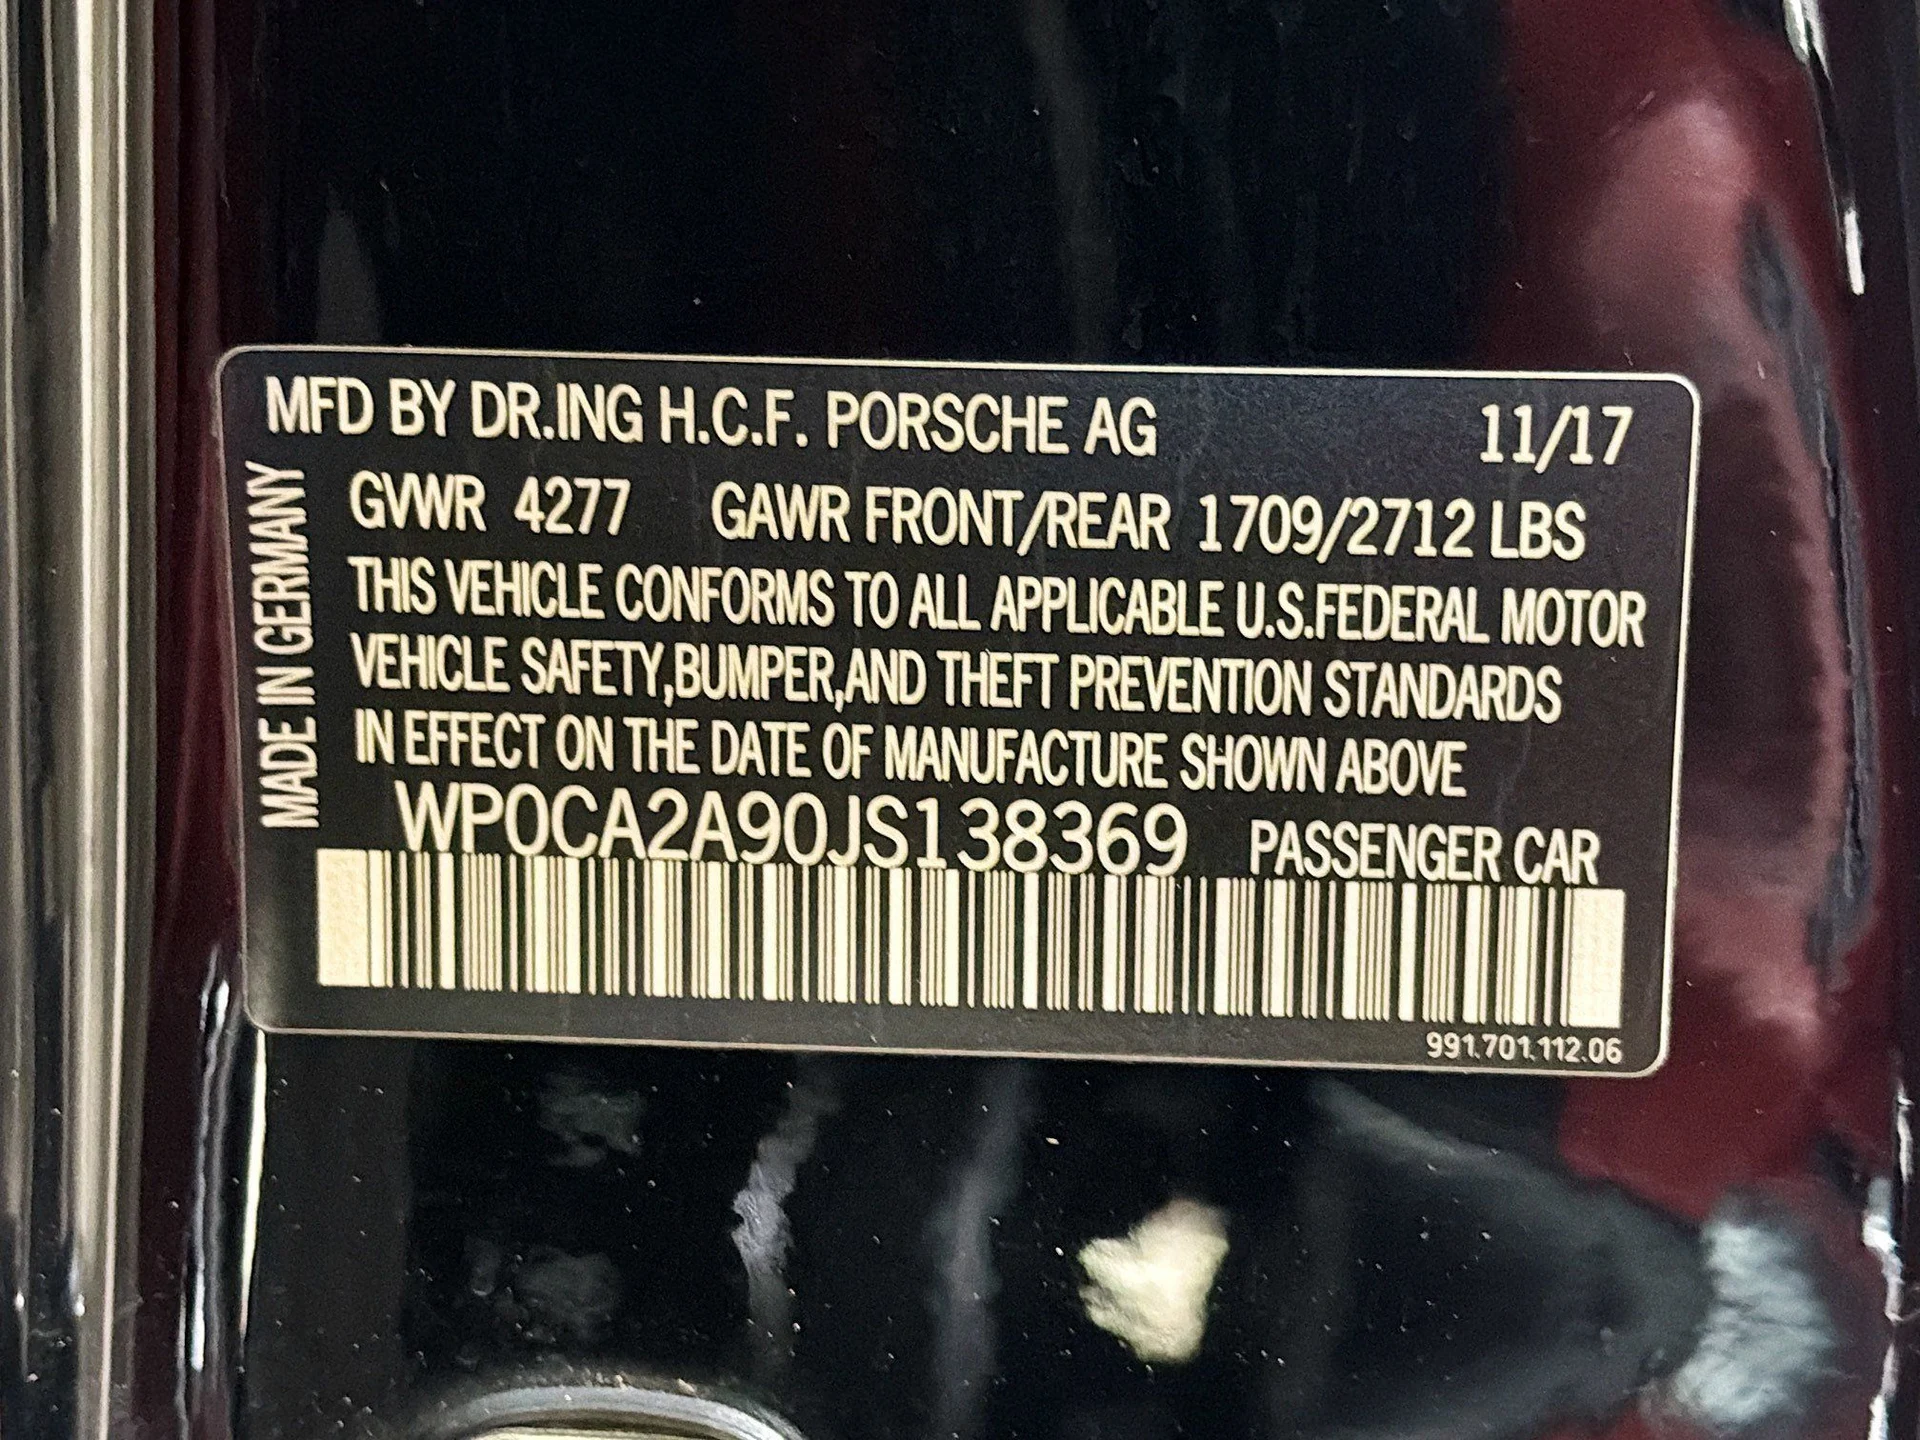 MFD BY DR.ING H.C.F. PORSCHE AG 11/17
MADE IN GERMANY
GVWR 4277 GAWR FRONT/REAR 1709/2712 LBS
THIS VEHICLE CONFORMS TO ALL APPLICABLE U.S.FEDERAL MOTOR
VEHICLE SAFETY,BUMPER,AND THEFT PREVENTION STANDARDS
IN EFFECT ON THE DATE OF MANUFACTURE SHOWN ABOVE
WP0CA2A90JS138369 PASSENGER CAR
991.701.112.06